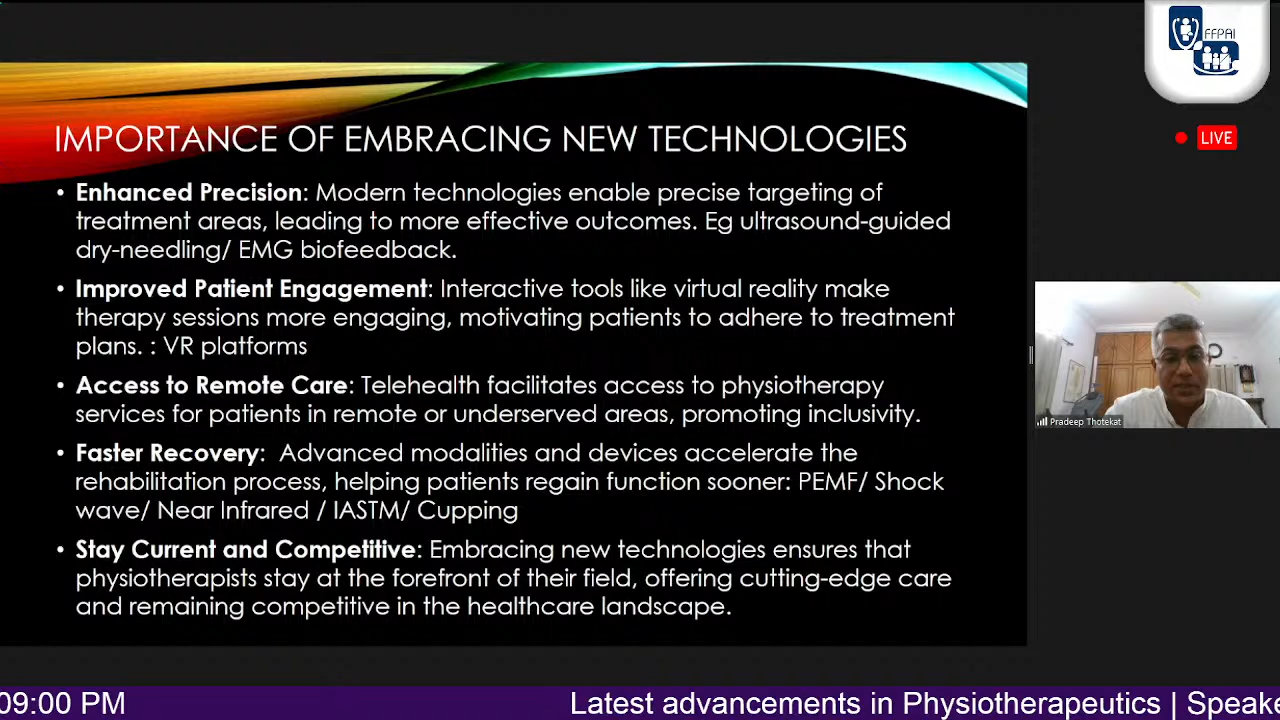 FFPAI
LIVE
IMPORTANCE OF EMBRACING NEW TECHNOLOGIES
• Enhanced Precision: Modern technologies enable precise targeting of
treatment areas, leading to more effective outcomes. Eg ultrasound-guided
dry-needling/ EMG biofeedback.
• Improved Patient Engagement: Interactive tools like virtual reality make
therapy sessions more engaging, motivating patients to adhere to treatment
plans. : VR platforms
• Access to Remote Care: Telehealth facilitates access to physiotherapy
services for patients in remote or underserved areas, promoting inclusivity.
• Faster Recovery:  Advanced modalities and devices accelerate the
rehabilitation process, helping patients regain function sooner: PEMF/ Shock
wave/ Near Infrared / IASTM/ Cupping
• Stay Current and Competitive: Embracing new technologies ensures that
physiotherapists stay at the forefront of their field, offering cutting-edge care
and remaining competitive in the healthcare landscape.
Pradeep Thotekat
09:00 PM
Latest advancements in Physiotherapeutics | Speake